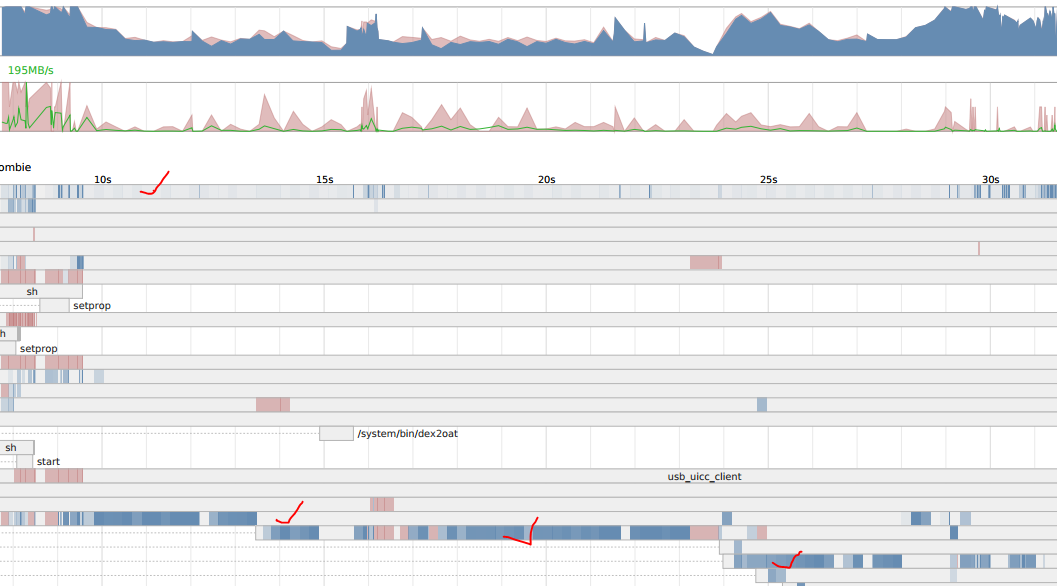 195MB/s
ombie
10s 15s 20s 25s 30s
sh
setprop
h
setprop
/system/bin/dex2oat
sh
start
usb_uicc_client